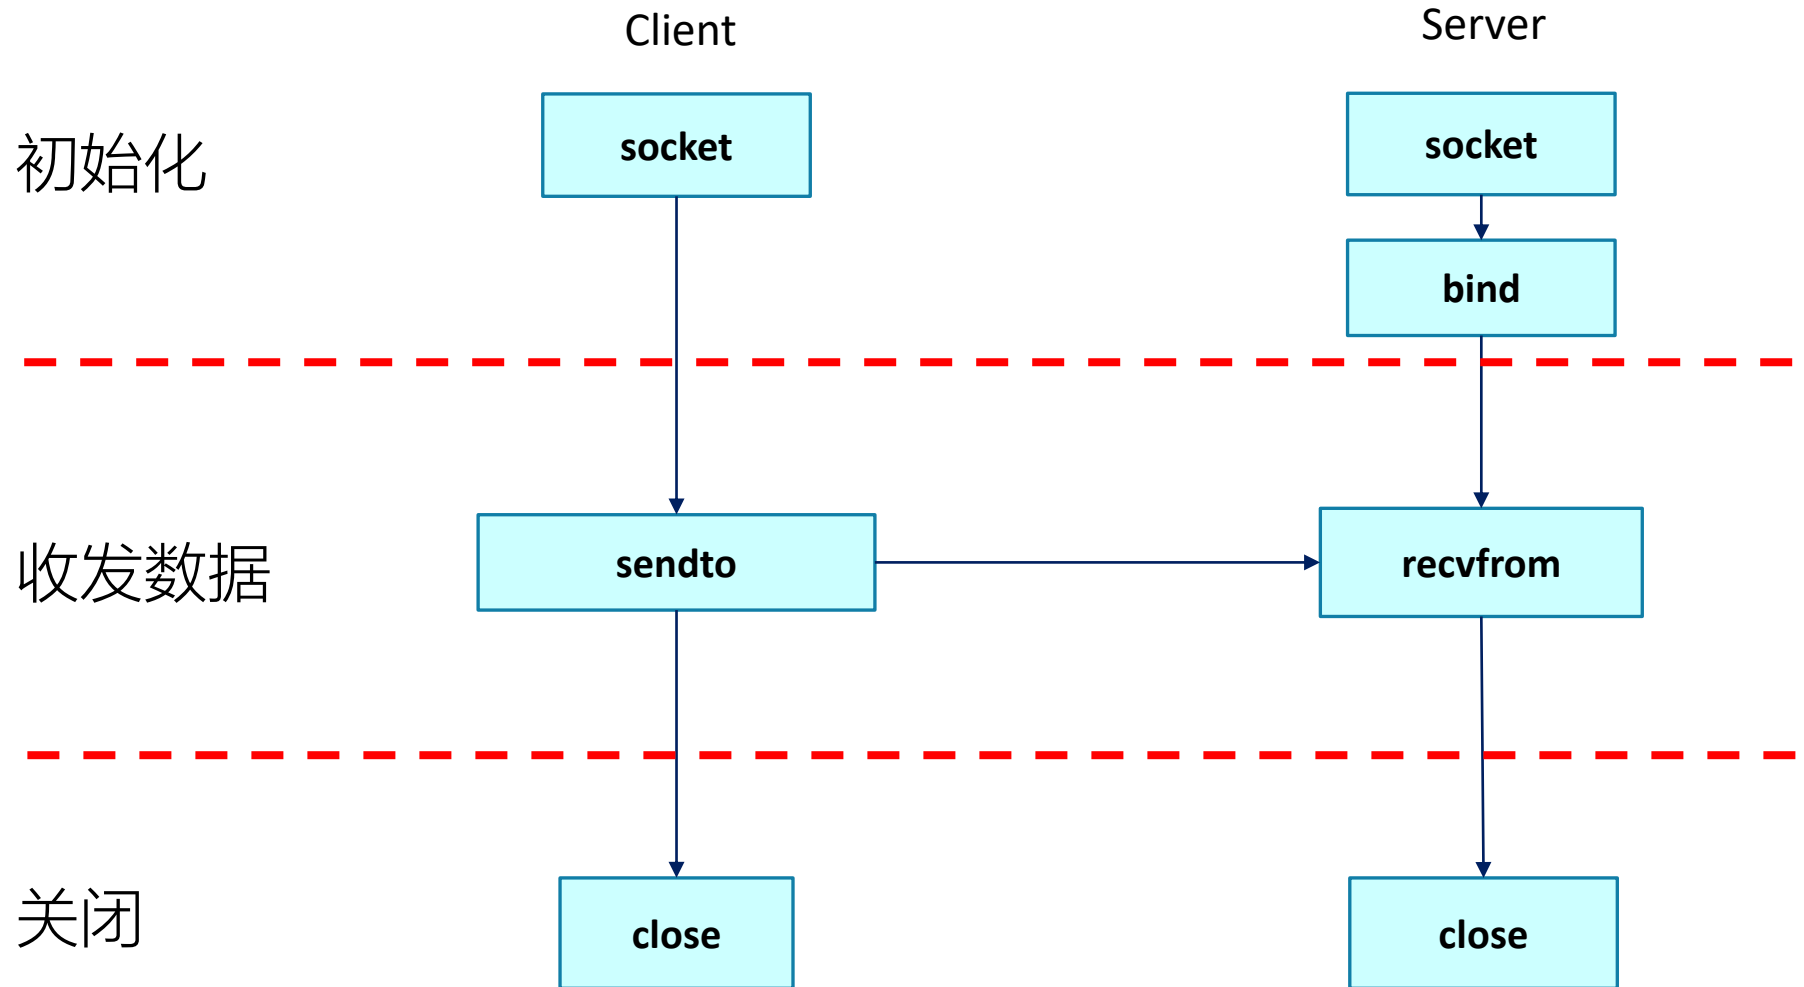 Client
Server
初始化
socket
socket
bind
收发数据
sendto
recvfrom
关闭
close
close